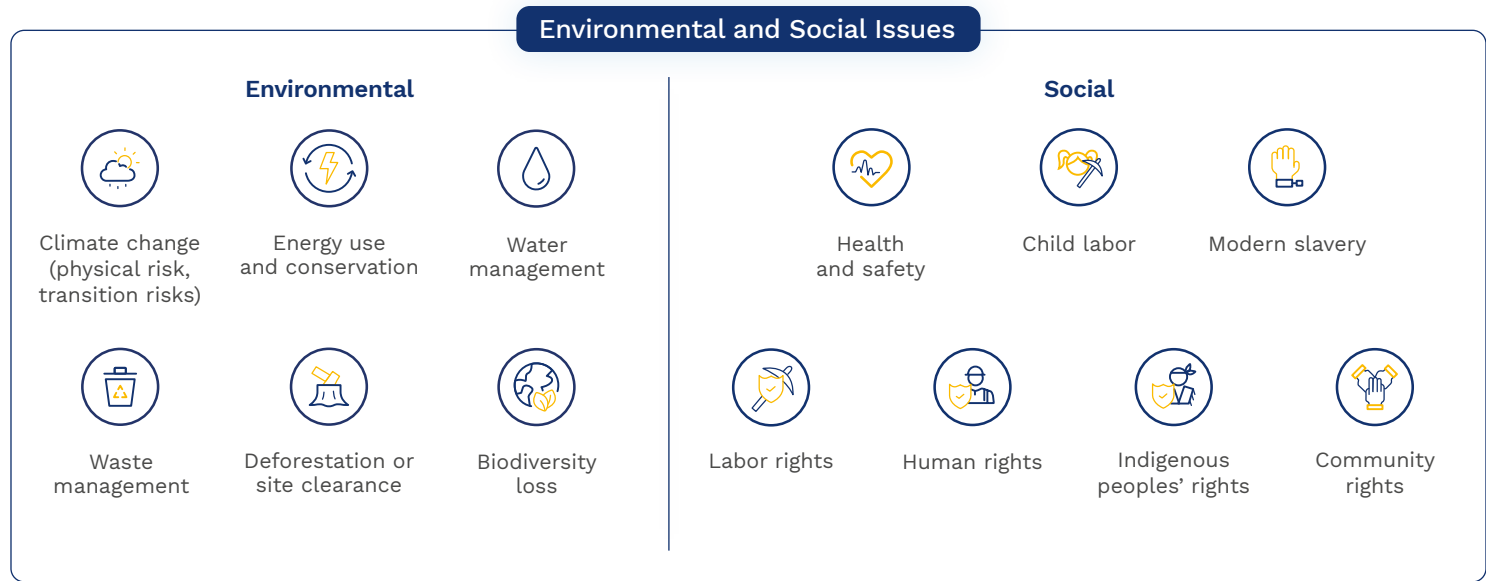 Environmental and Social Issues
Environmental
Climate change
(physical risk,
transition risks)
Energy use
and conservation
Water
management
Waste
management
Deforestation or
site clearance
Biodiversity
loss
Social
Health
and safety
Child labor
Modern slavery
Labor rights
Human rights
Indigenous
peoples’ rights
Community
rights